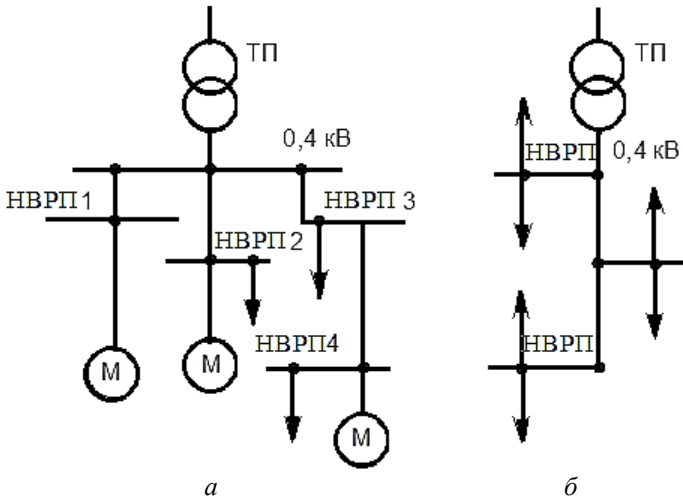 ТП
0,4 кВ
НВРП 1
НВРП 2
НВРП 3
НВРП4
М
М
М
а
ТП
НВРП
0,4 кВ
НВРП
б